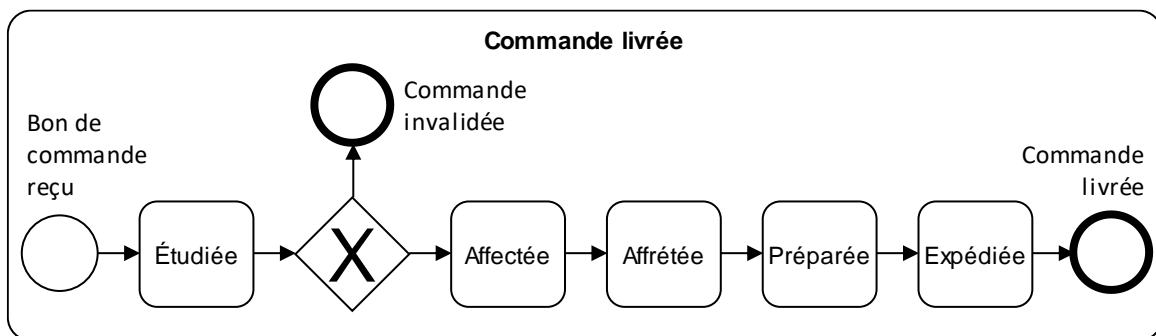 Commande livrée
Commande
invalidée
Bon de
commande
reçu
Commande
livrée
Étudiée
X
Affectée
Affrétée
Préparée
Expédiée